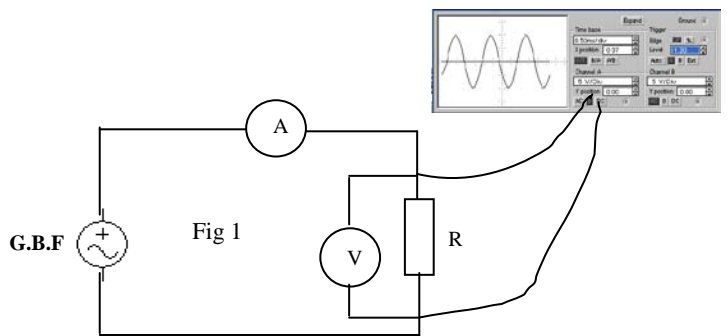 Expand Ground
Time base Trigger
0.50ms/div Edge
X position 0.37 Level
B/A A/B Auto B Ext
Channel A Channel B
5 V/Div 5 V/Div
Y position 0.00 Y position 0.00
AC DC 0 DC
A
G.B.F
Fig 1
V
R